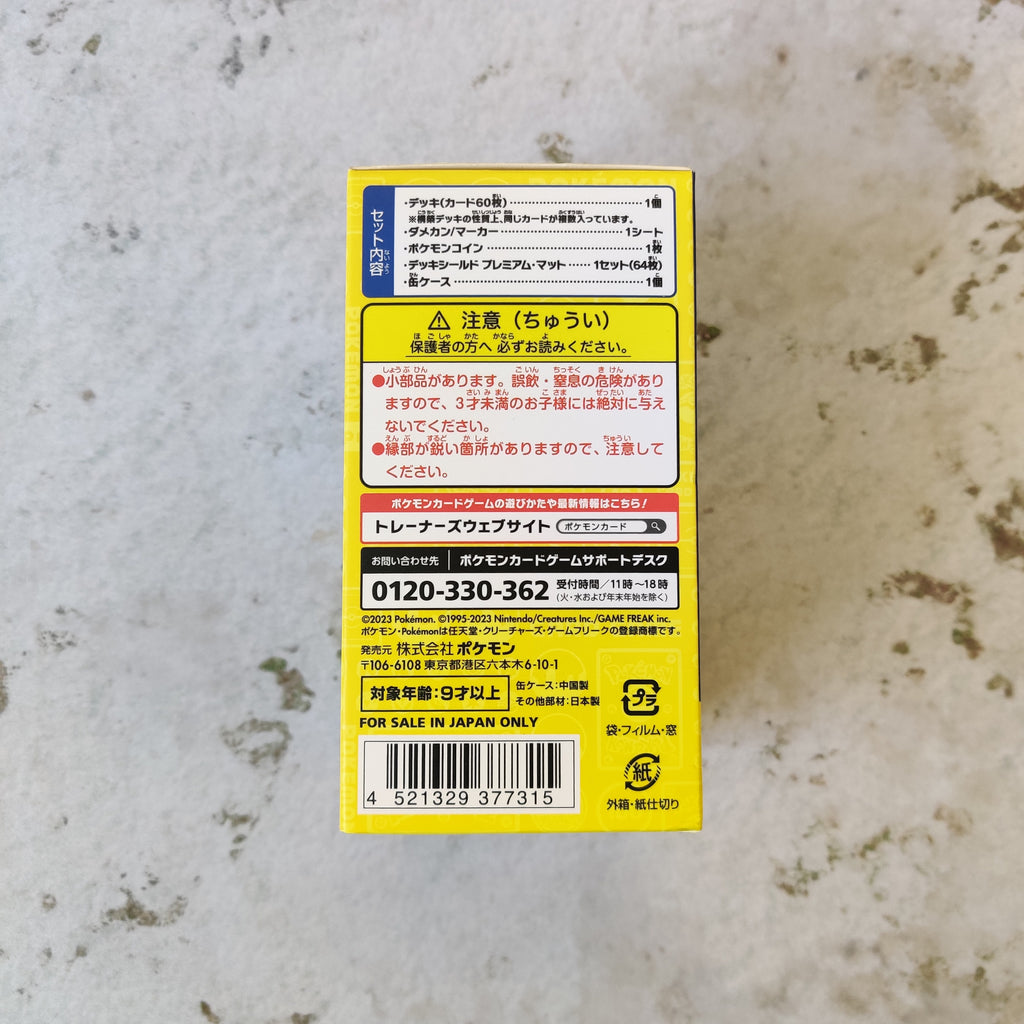 セット内容
・デッキ(カード60枚)……………………1個
※構築デッキの性質上、同じカードが複数入っています。
・ダメカン/マーカー……………………1シート
・ポケモンコイン……………………1枚
・デッキシールド プレミアム・マット……1セット(64枚)
・缶ケース……………………1個
注意（ちゅうい）
保護者の方へ 必ずお読みください。
●小部品があります。誤飲・窒息の危険があり
ますので、3才未満のお子様には絶対に与え
ないでください。
●縁部が鋭い箇所がありますので、注意して
ください。
ポケモンカードゲームの遊びかたや最新情報はこちら!
トレーナーズウェブサイト ポケモンカード
お問い合わせ先 ポケモンカードゲームサポートデスク
0120-330-362 受付時間/11時～18時
(火・水および年末年始を除く)
©2023 Pokémon. ©1995-2023 Nintendo/Creatures Inc./GAME FREAK inc.
ポケモン・Pokémonは任天堂・クリーチャーズ・ゲームフリークの登録商標です。
発売元 株式会社ポケモン
〒106-6108 東京都港区六本木6-10-1
対象年齢:9才以上
缶ケース:中国製
その他部材:日本製
FOR SALE IN JAPAN ONLY
プラ
袋・フィルム・窓
紙
外箱・紙仕切り
4 521329 377315